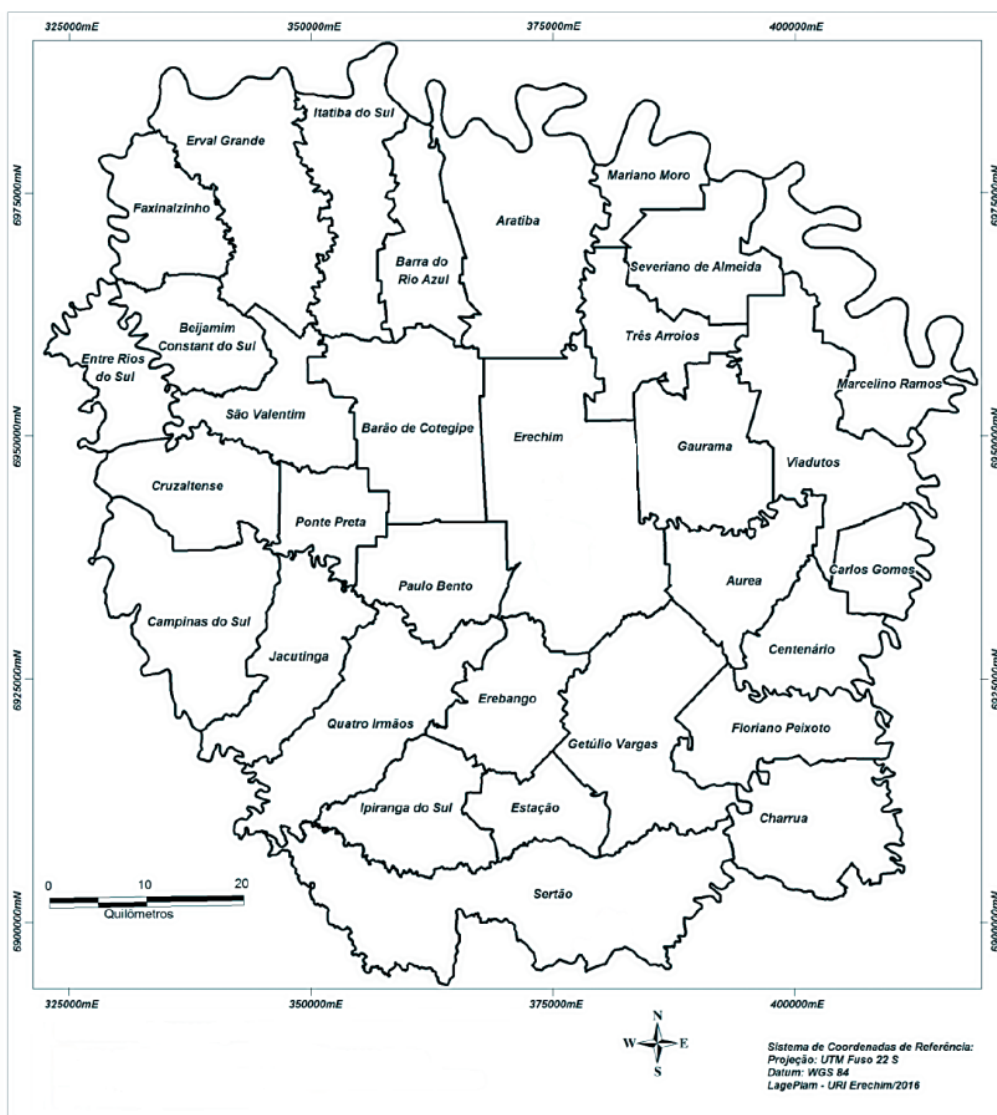 325000mE
350000mE
375000mE
400000mE
Itatiba do Sul
Erval Grande
Mariano Moro
6975000mN
6975000mN
Faxinalzinho
Aratiba
Barra do
Rio Azul
Severiano de Almeida
Beijamim
Constant do Sul
Três Arroios
Entre Rios
do Sul
Marcelino Ramos
São Valentim
Barão de Cotegipe
Erechim
Gaurama
6950000mN
6950000mN
Viadutos
Cruzaltense
Ponte Preta
Carlos Gomes
Paulo Bento
Aurea
Campinas do Sul
Jacutinga
Centenário
6925000mN
6925000mN
Erebango
Quatro Irmãos
Floriano Peixoto
Getúlio Vargas
Ipiranga do Sul
Estação
Charrua
0
10
20
Quilômetros
Sertão
6900000mN
6900000mN
325000mE
350000mE
375000mE
400000mE
N
W
E
S
Sistema de Coordenadas de Referência:
Projeção: UTM Fuso 22 S
Datum: WGS 84
LagePlam - URI Erechim/2016